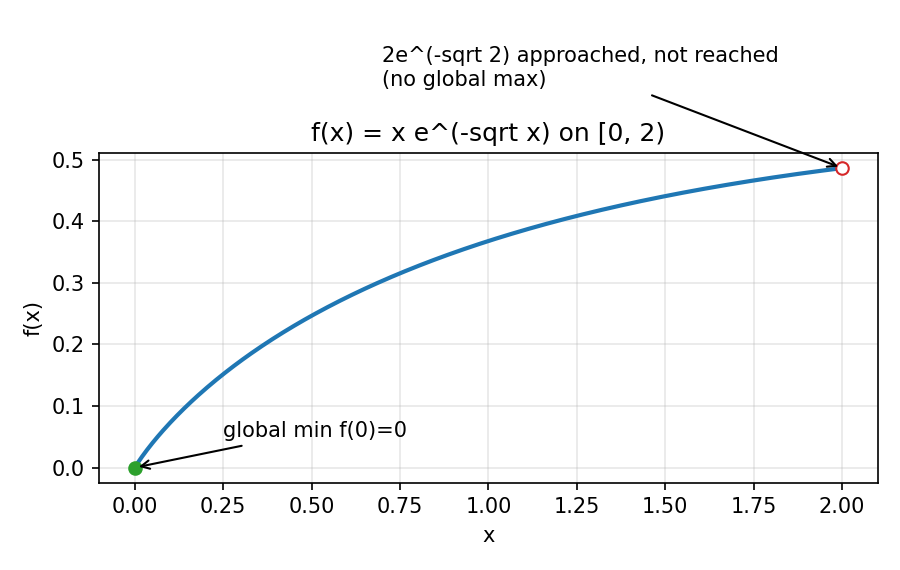 2e^(-sqrt 2) approached, not reached
(no global max)
f(x) = x e^(-sqrt x) on [0, 2)
0.5
0.4
0.3
0.2
0.1
0.0
f(x)
global min f(0)=0
0.00 0.25 0.50 0.75 1.00 1.25 1.50 1.75 2.00
x